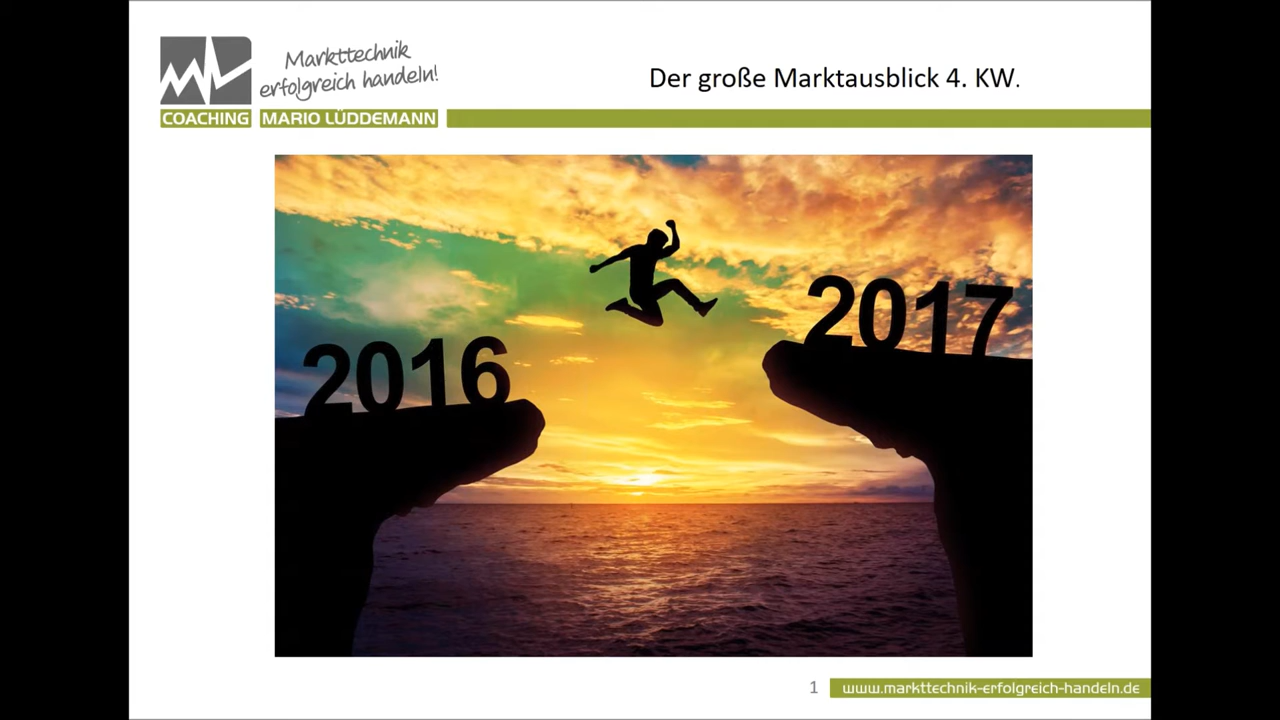 Markttechnik
erfolgreich handeln!
COACHING MARIO LÜDDEMANN
Der große Marktausblick 4. KW.
2016
2017
1
www.markttechnik-erfolgreich-handeln.de